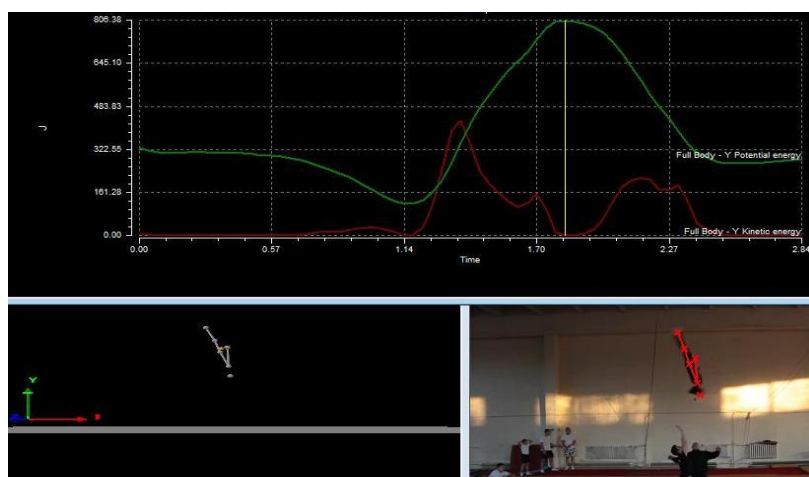 806.38
645.10
J
483.83
322.55
Full Body - Y Potential energy
161.28
Full Body - Y Kinetic energy
0.00
0.00 0.57 1.14 1.70 2.27 2.84
Time
Y